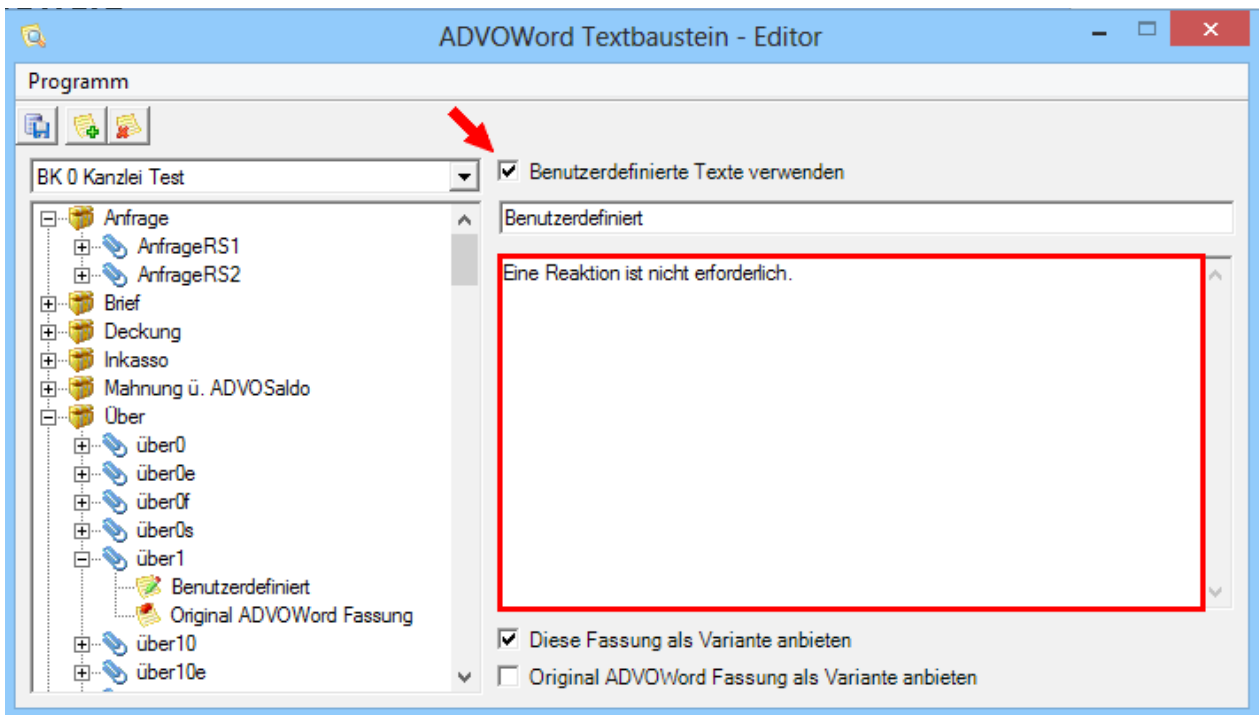 ADVOWord Textbaustein - Editor
Programm
BK 0 Kanzlei Test
Benutzerdefinierte Texte verwenden
Benutzerdefiniert
Eine Reaktion ist nicht erforderlich.
Anfrage
AnfrageRS1
AnfrageRS2
Brief
Deckung
Inkasso
Mahnung ü. ADVOSaldo
Über
über0
über0e
über0f
über0s
über1
Benutzerdefiniert
Original ADVOWord Fassung
über10
über10e
Diese Fassung als Variante anbieten
Original ADVOWord Fassung als Variante anbieten